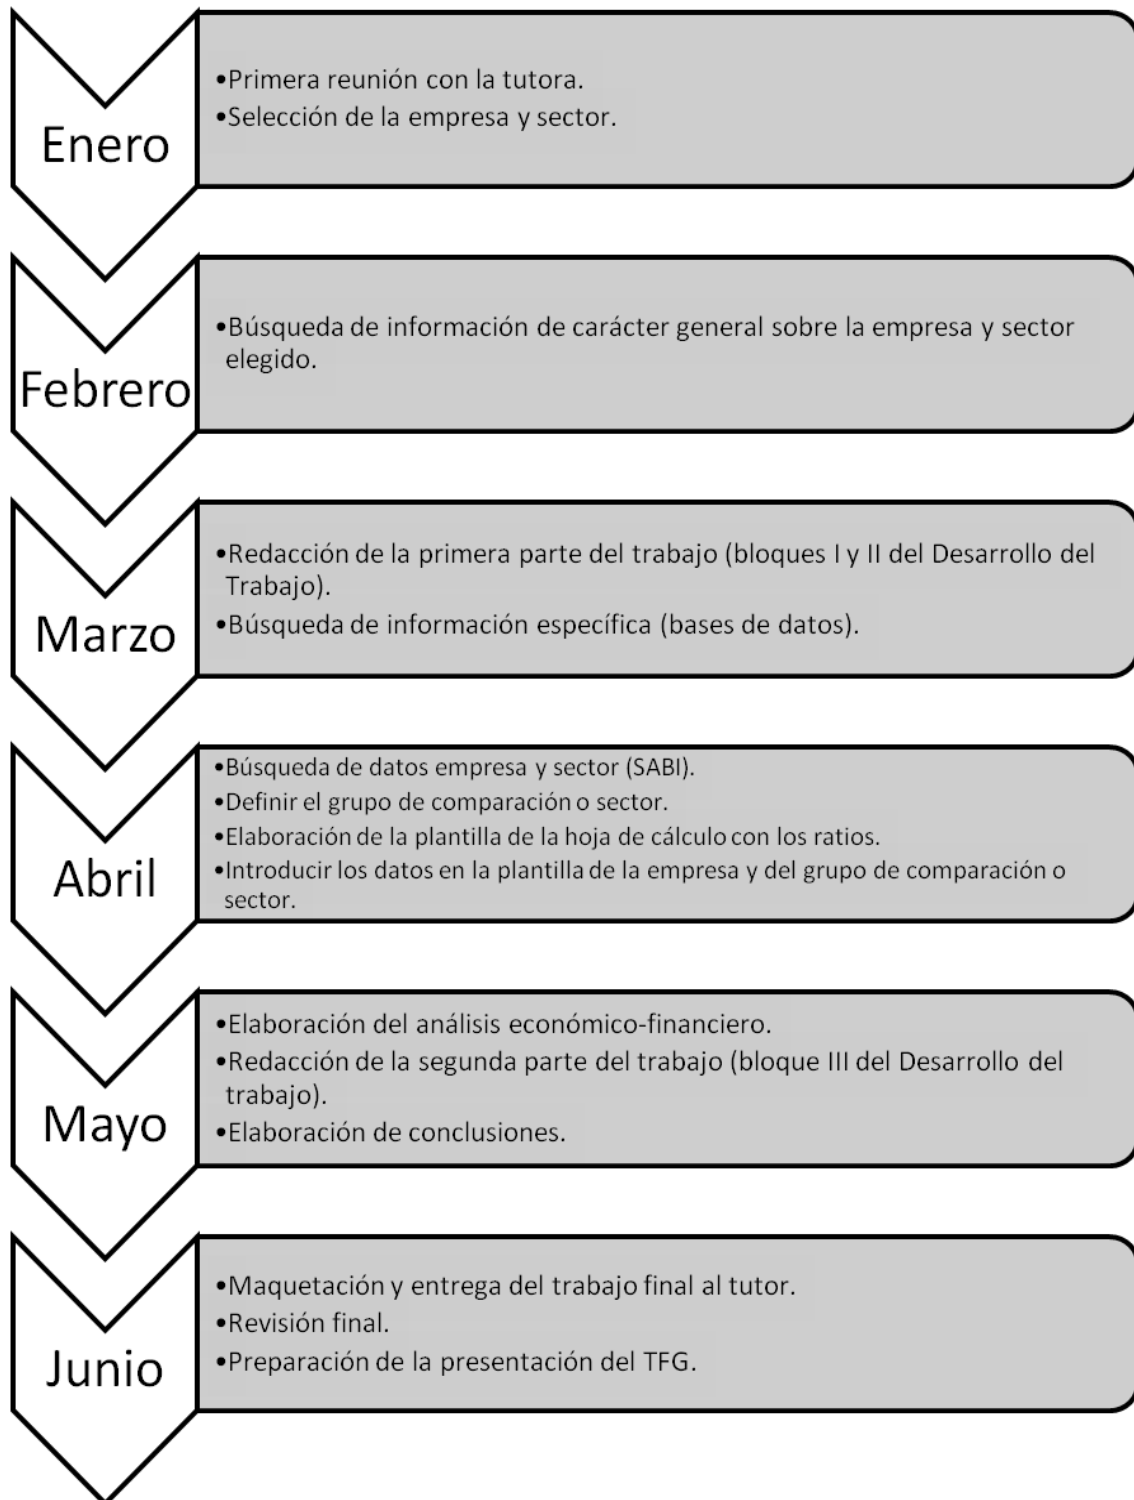 Enero
•Primera reunión con la tutora.
•Selección de la empresa y sector.
Febrero
•Búsqueda de información de carácter general sobre la empresa y sector
elegido.
Marzo
•Redacción de la primera parte del trabajo (bloques I y II del Desarrollo del
Trabajo).
•Búsqueda de información específica (bases de datos).
Abril
•Búsqueda de datos empresa y sector (SABI).
•Definir el grupo de comparación o sector.
•Elaboración de la plantilla de la hoja de cálculo con los ratios.
•Introducir los datos en la plantilla de la empresa y del grupo de comparación o
sector.
Mayo
•Elaboración del análisis económico-financiero.
•Redacción de la segunda parte del trabajo (bloque III del Desarrollo del
trabajo).
•Elaboración de conclusiones.
Junio
•Maquetación y entrega del trabajo final al tutor.
•Revisión final.
•Preparación de la presentación del TFG.